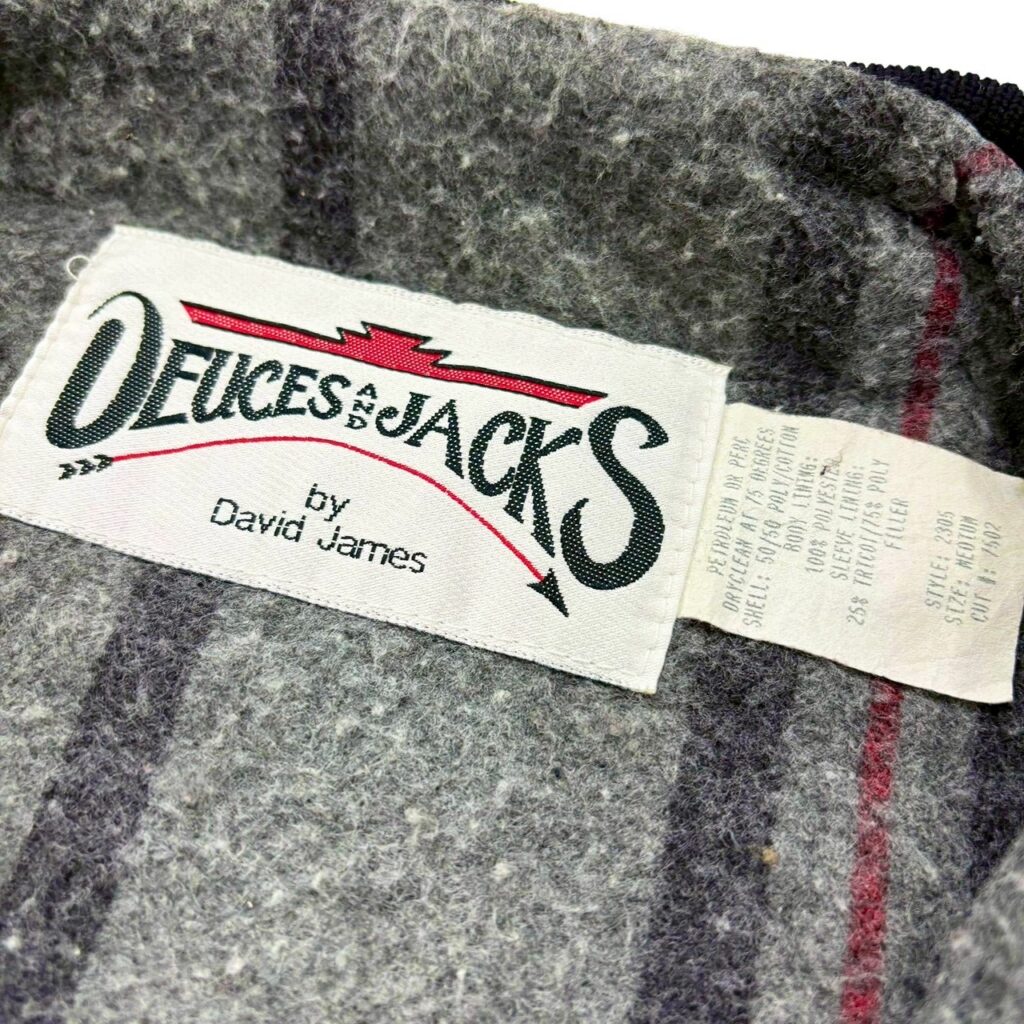 DEUCES AND JACKS
by
David James
PETROLEUM OR PERC
DRYCLEAN AT 75 DEGREES
SHELL: 50/50 POLY/COTTON
BODY LINING:
100% POLYESTER
SLEEVE LINING:
25% TRICOT/75% POLY
FILLER
STYLE: 2305
SIZE: MEDIUM
CUT #: 7502